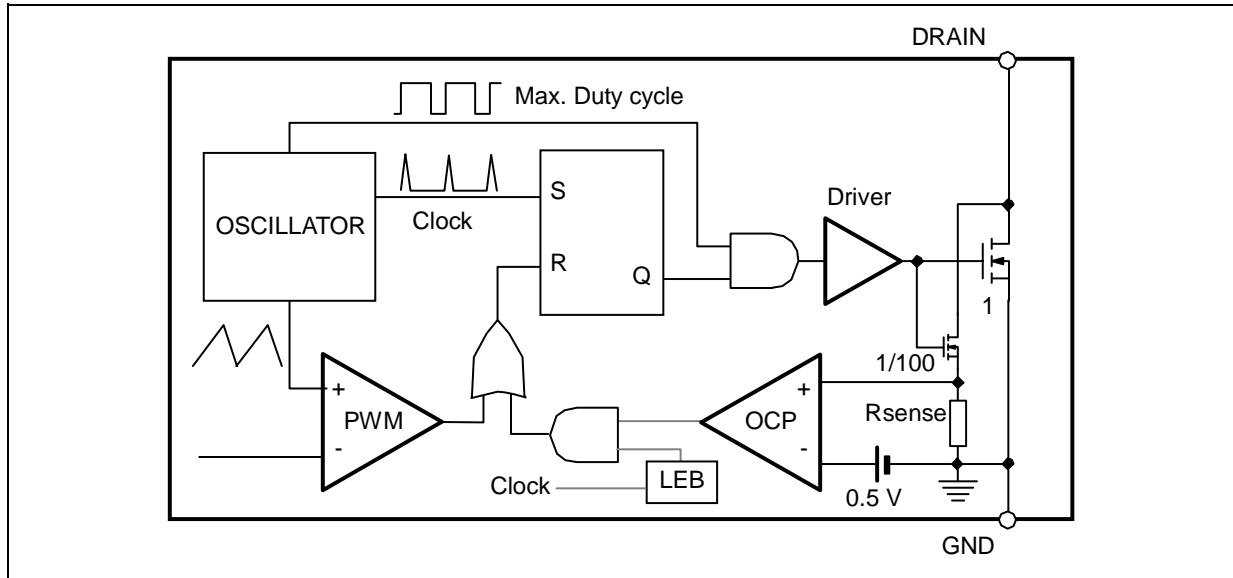 DRAIN
Max. Duty cycle
OSCILLATOR
Clock
S
R
Q
Driver
1
1/100
+
PWM
-
+
OCP
-
Rsense
LEB
Clock
0.5 V
GND